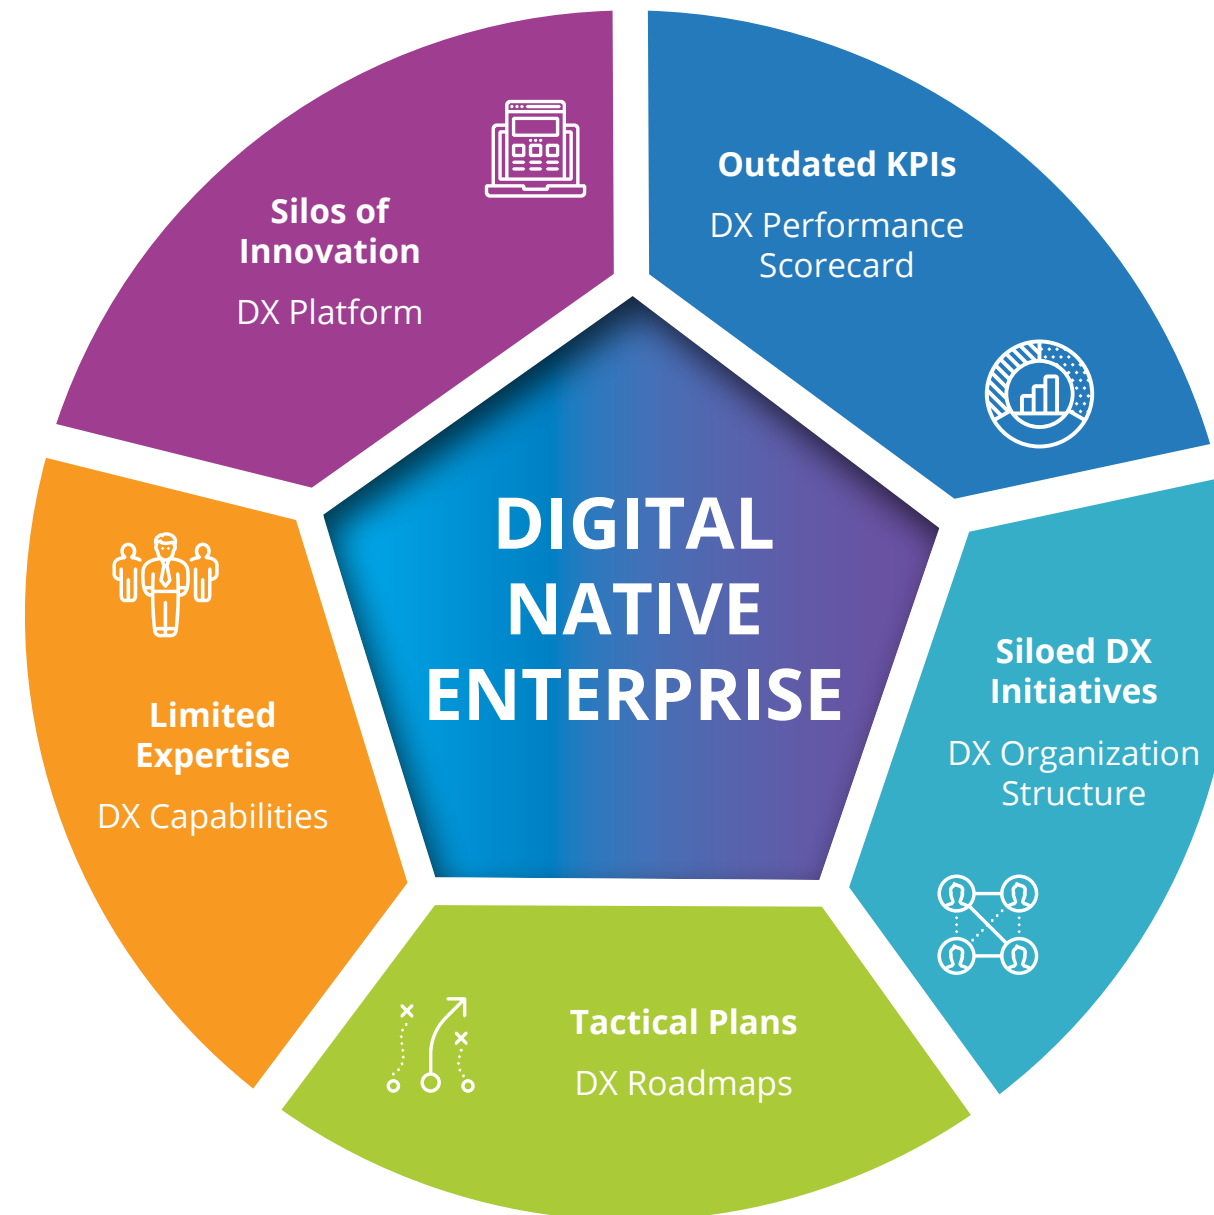 Silos of
Innovation
DX Platform
Outdated KPIs
DX Performance
Scorecard
DIGITAL
NATIVE
ENTERPRISE
Siloed DX
Initiatives
DX Organization
Structure
Limited
Expertise
DX Capabilities
Tactical Plans
DX Roadmaps